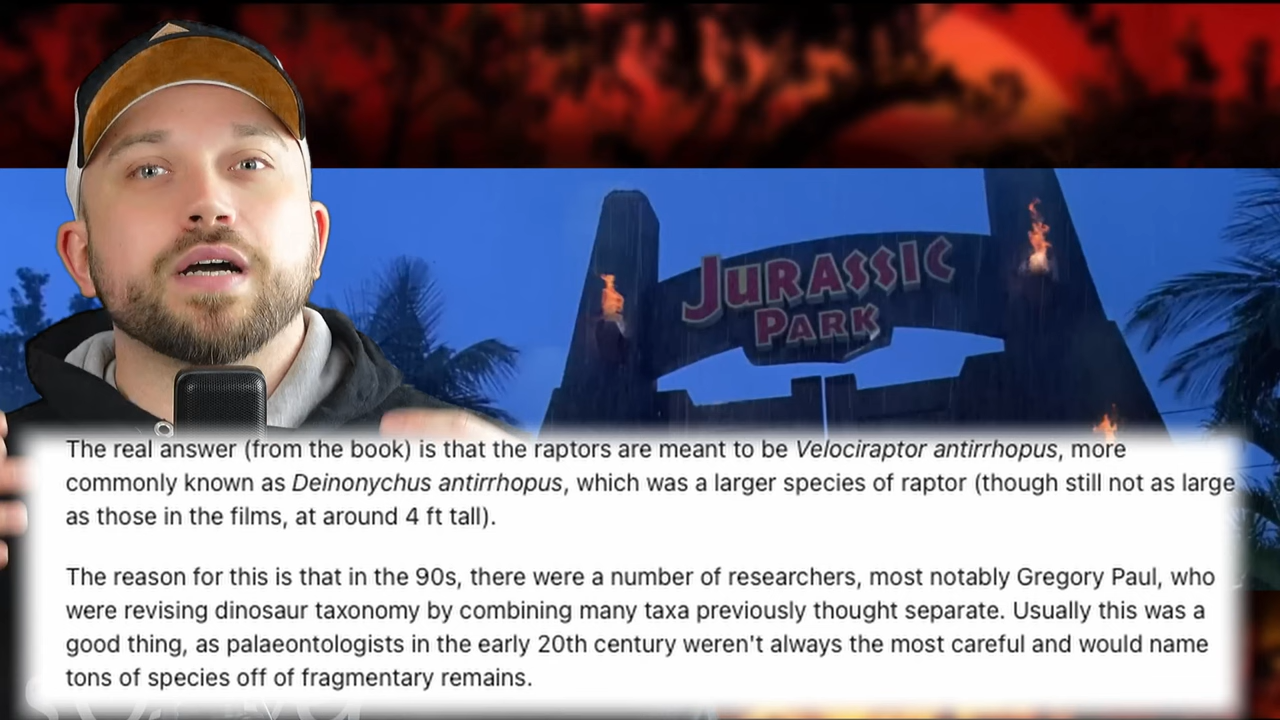 JURASSIC
PARK
The real answer (from the book) is that the raptors are meant to be Velociraptor antirrhopus, more
commonly known as Deinonychus antirrhopus, which was a larger species of raptor (though still not as large
as those in the films, at around 4 ft tall).
The reason for this is that in the 90s, there were a number of researchers, most notably Gregory Paul, who
were revising dinosaur taxonomy by combining many taxa previously thought separate. Usually this was a
good thing, as palaeontologists in the early 20th century weren't always the most careful and would name
tons of species off of fragmentary remains.